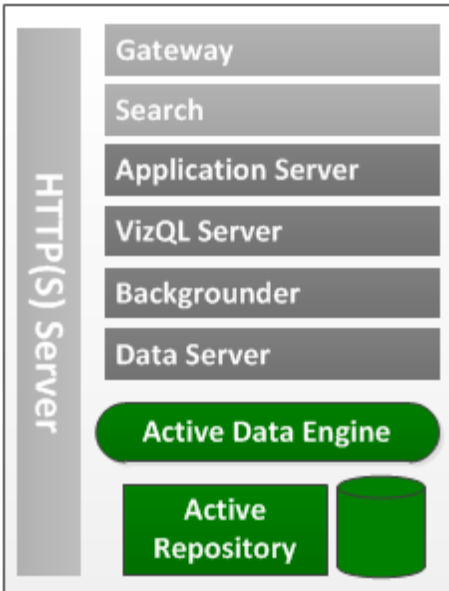 HTTP(S) Server
Gateway
Search
Application Server
VizQL Server
Backgrounder
Data Server
Active Data Engine
Active
Repository